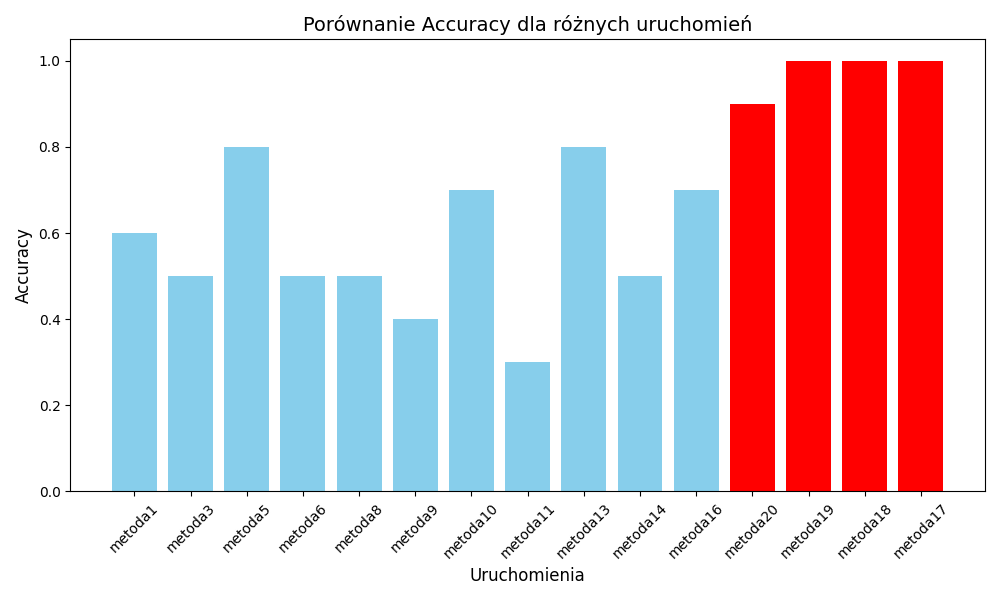 Porównanie Accuracy dla różnych uruchomień
Accuracy
1.0
0.8
0.6
0.4
0.2
0.0
metoda1
metoda3
metoda5
metoda6
metoda8
metoda9
metoda10
metoda11
metoda13
metoda14
metoda16
metoda20
metoda19
metoda18
metoda17
Uruchomienia